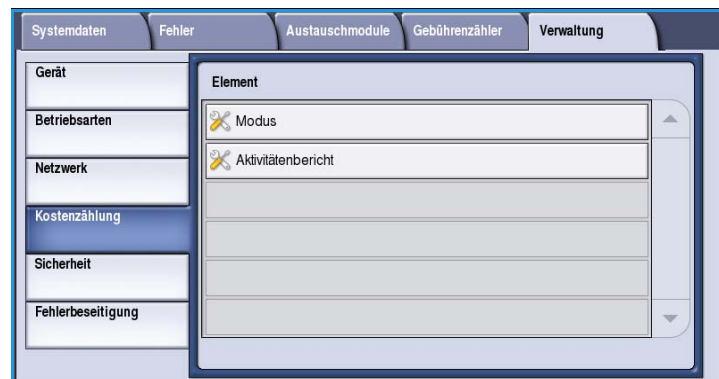 Systemdaten Fehler Austauschmodule Gebührenzähler Verwaltung
Gerät
Betriebsarten
Netzwerk
Kostenzählung
Sicherheit
Fehlerbeseitigung
Element
Modus
Aktivitätenbericht